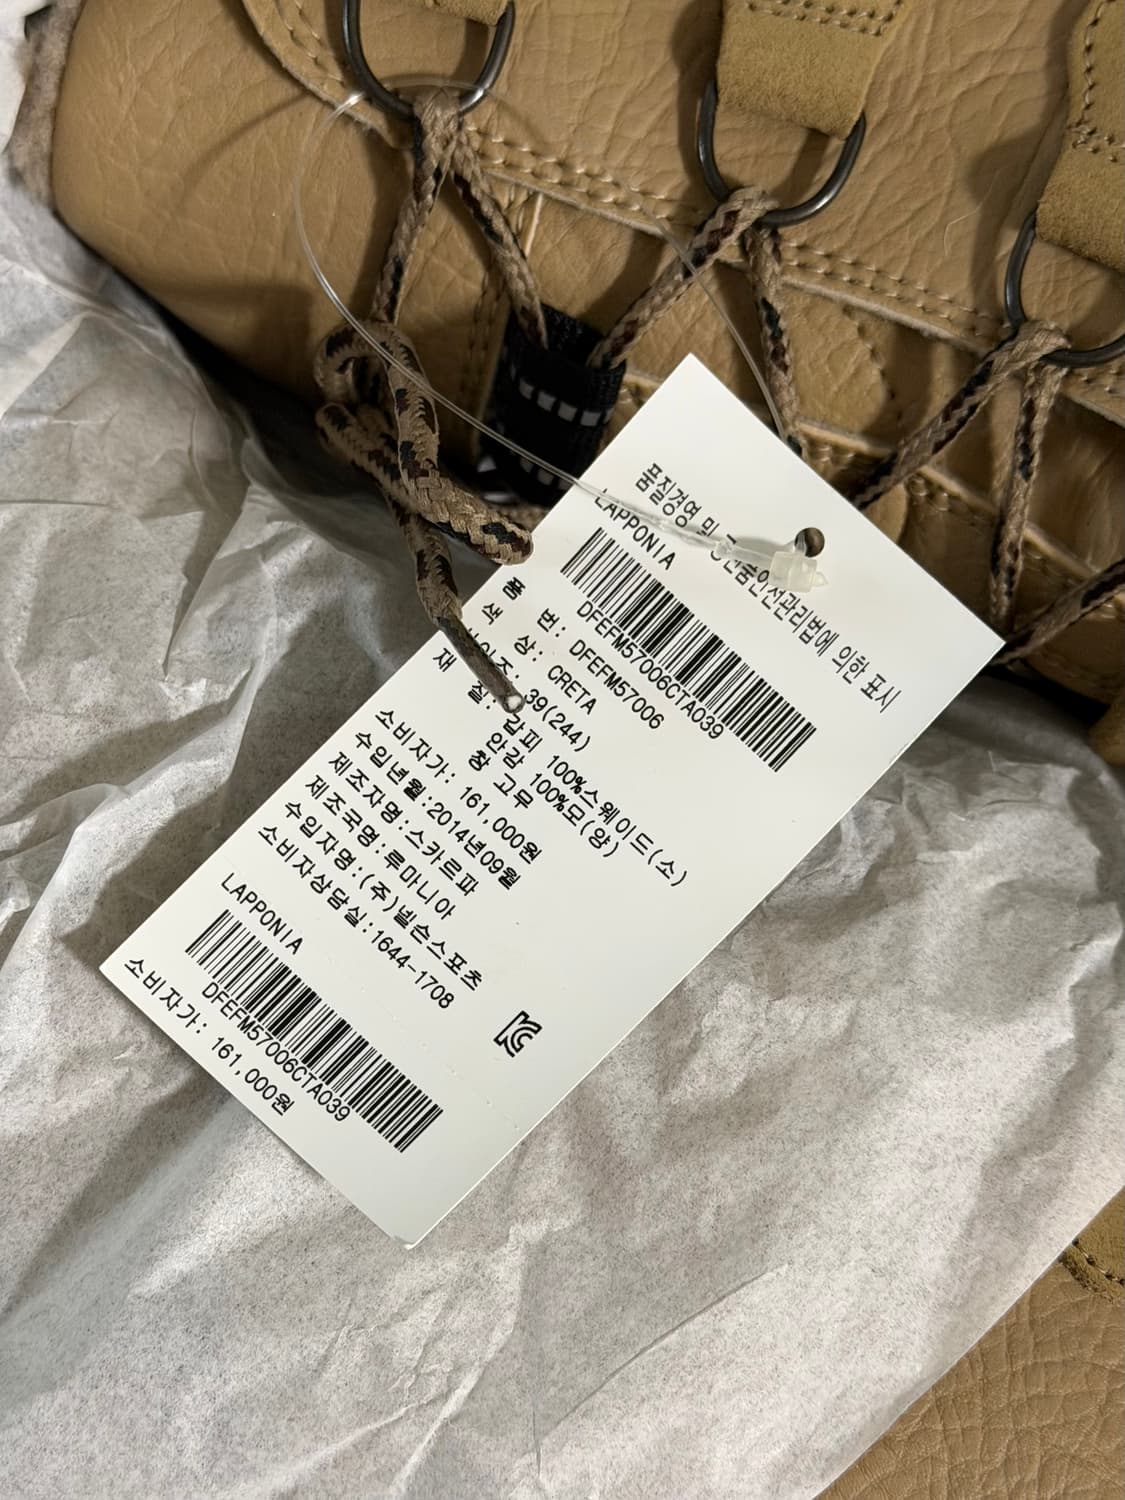 품질경영 및 공산품안전관리법에 의한 표시
LAPPONIA
DFEFM57006CTA039
품 번: DFEFM57006
색 상: CRETA
사이즈: 39(244)
재 질: 겉피 100%스웨이드(소)
안감 100%모(양)
창 고무
소비자가: 161,000원
수입년월:2014년09월
제조자명:스카르파
제조국명:루마니아
수입자명:(주)넬슨스포츠
소비자상담실:1644-1708
LAPPONIA
DFEFM57006CTA039
소비자가: 161,000원